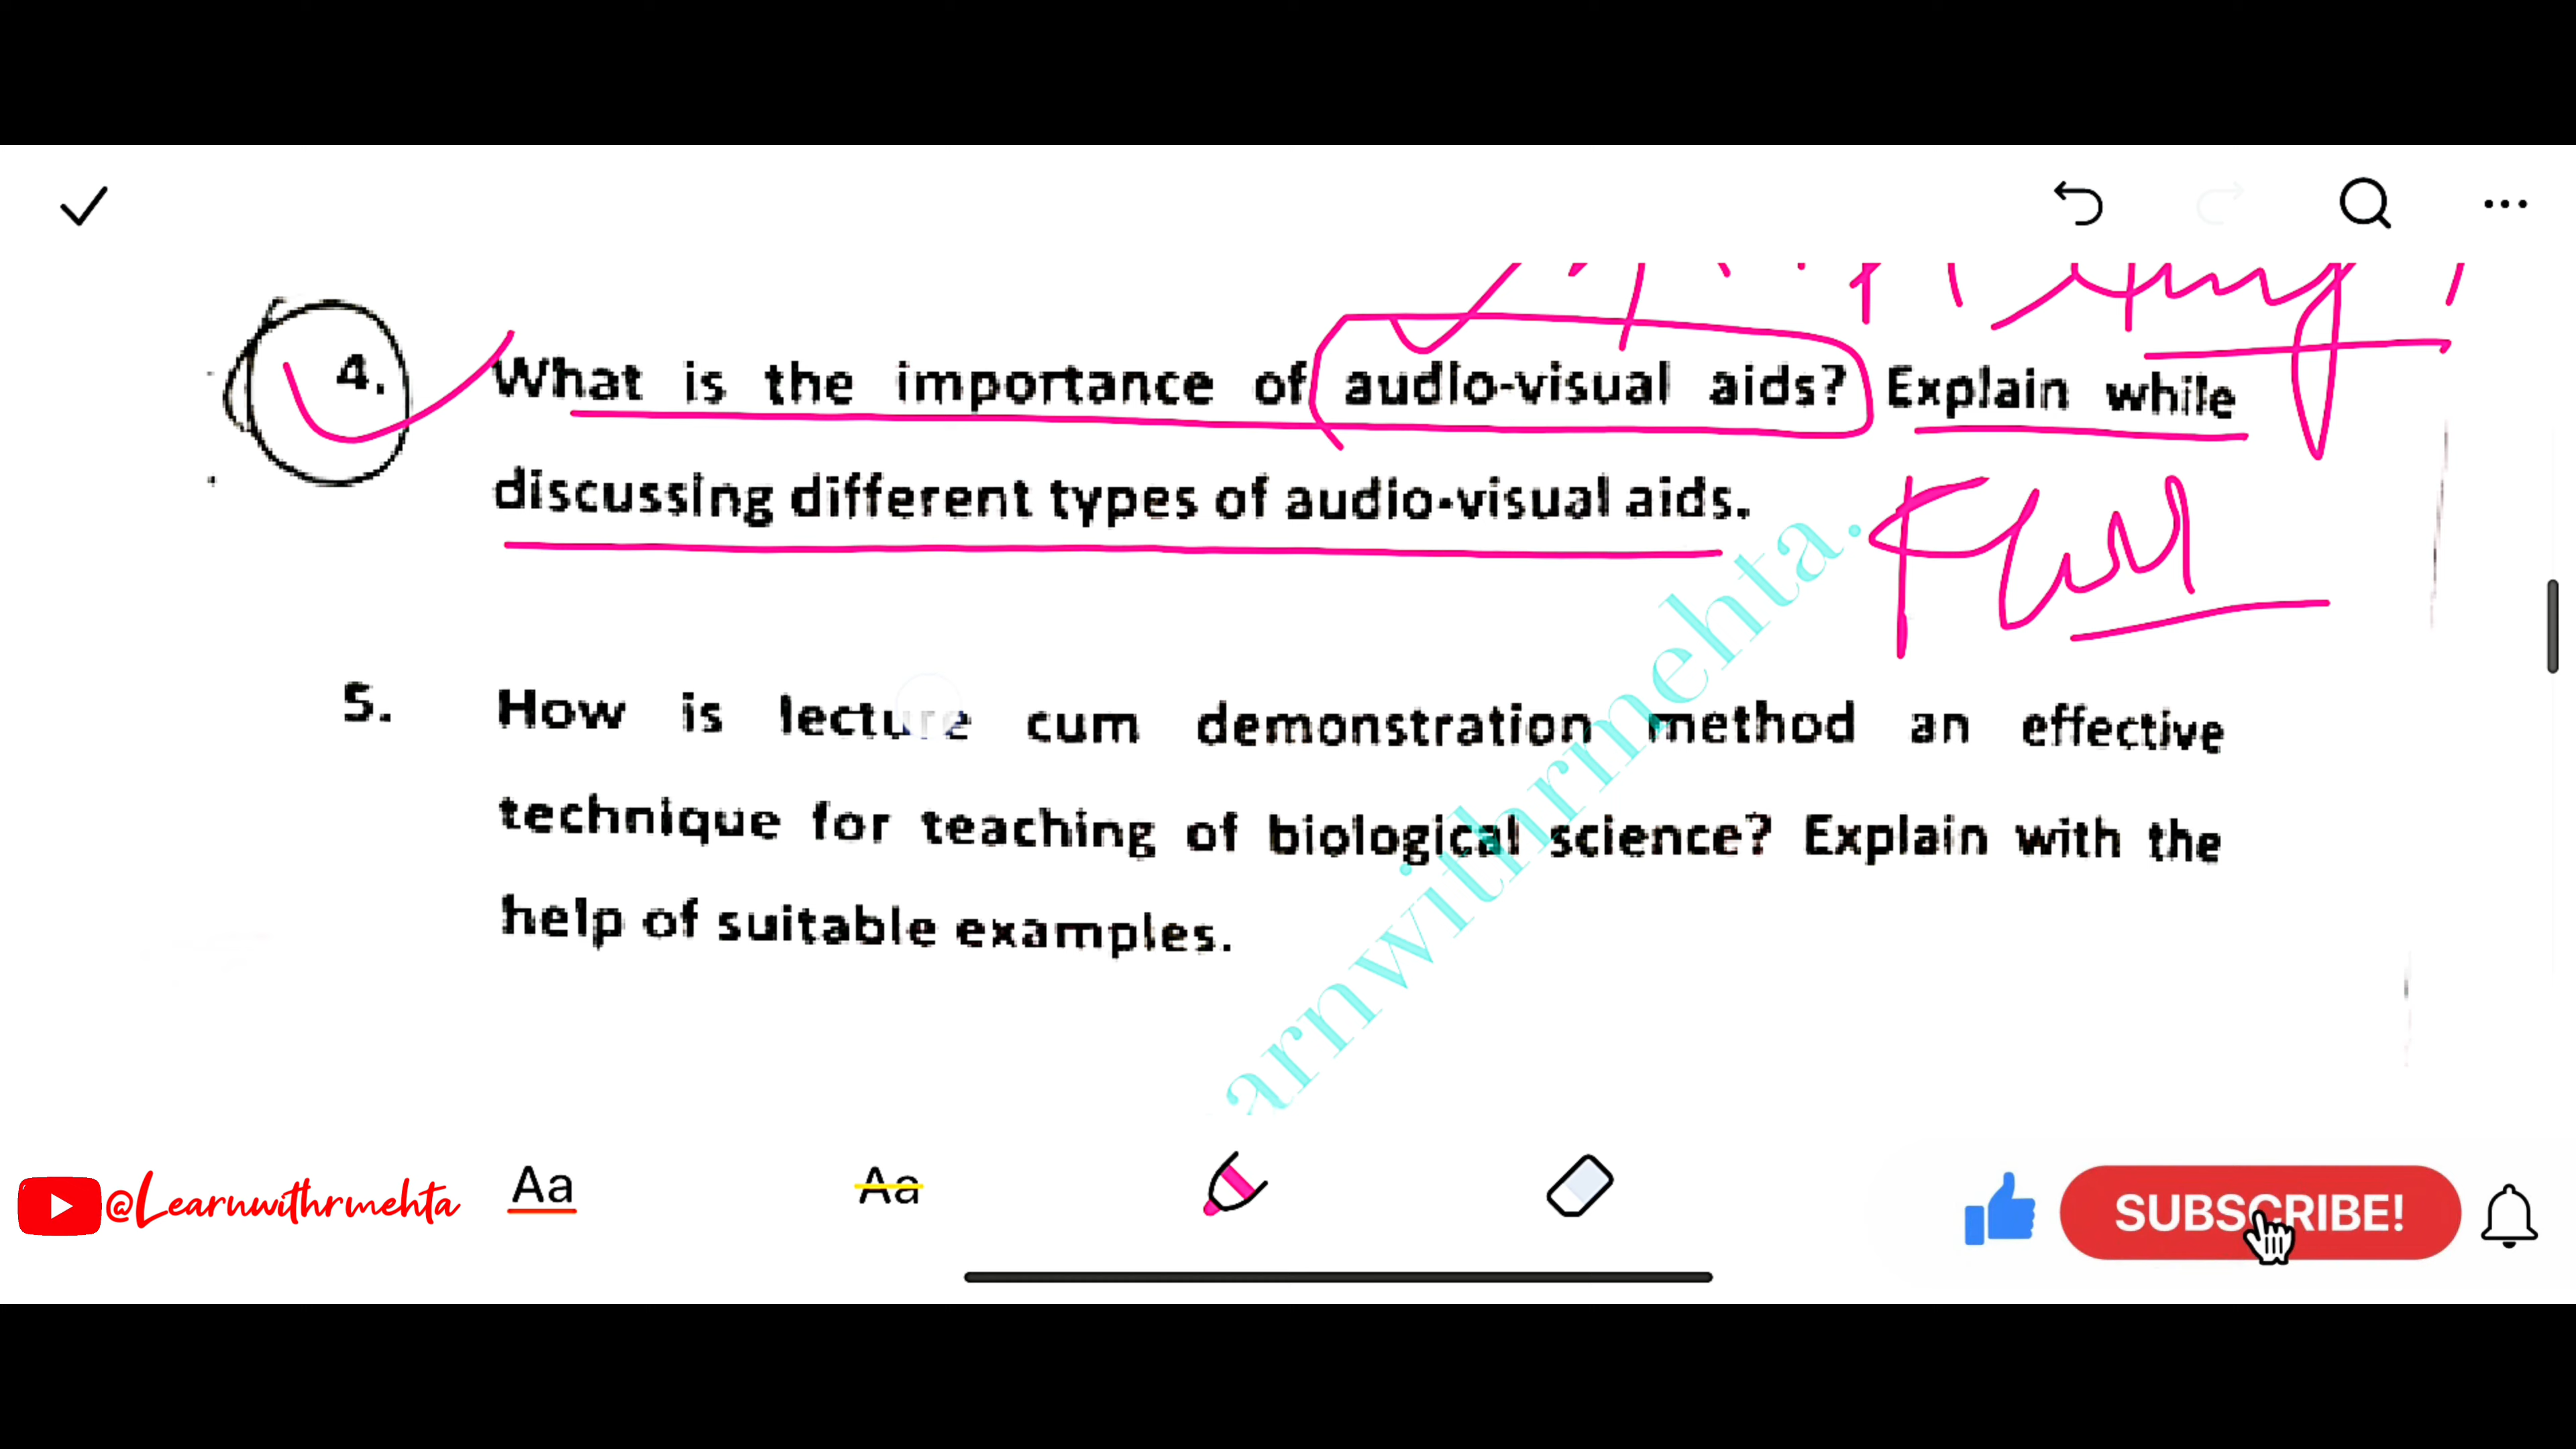 4. What is the importance of audio-visual aids? Explain while
discussing different types of audio-visual aids.
5. How is lecture cum demonstration method an effective
technique for teaching of biological science? Explain with the
help of suitable examples.
arnwithrmehta.
@Learnwithrmehta
Aa
Aa
SUBSCRIBE!